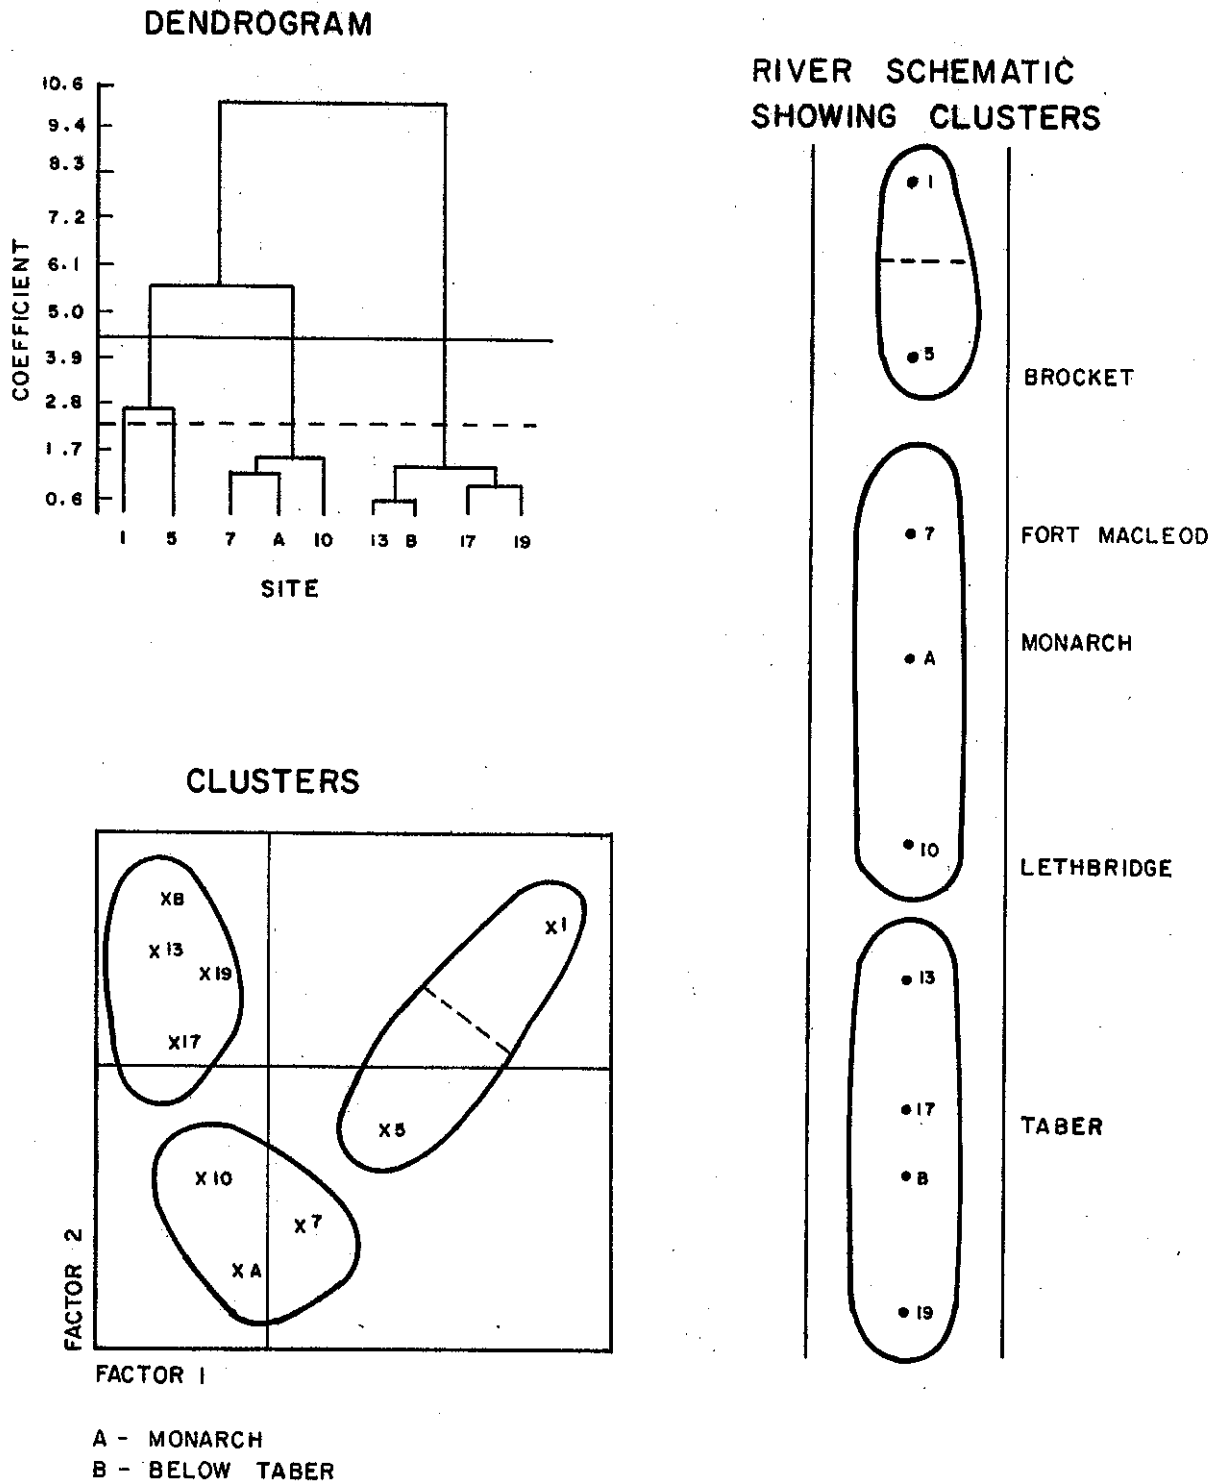 DENDROGRAM
10.6
9.4
8.3
7.2
6.1
5.0
3.9
2.8
1.7
0.6
COEFFICIENT
1 5 7 A 10 13 B 17 19
SITE
RIVER SCHEMATIC
SHOWING CLUSTERS
1
5
BROCKET
7
FORT MACLEOD
MONARCH
A
10
LETHBRIDGE
13
17
TABER
B
19
CLUSTERS
XB
X1
X13
X19
X17
X5
X10
X7
XA
FACTOR 2
FACTOR 1
A - MONARCH
B - BELOW TABER